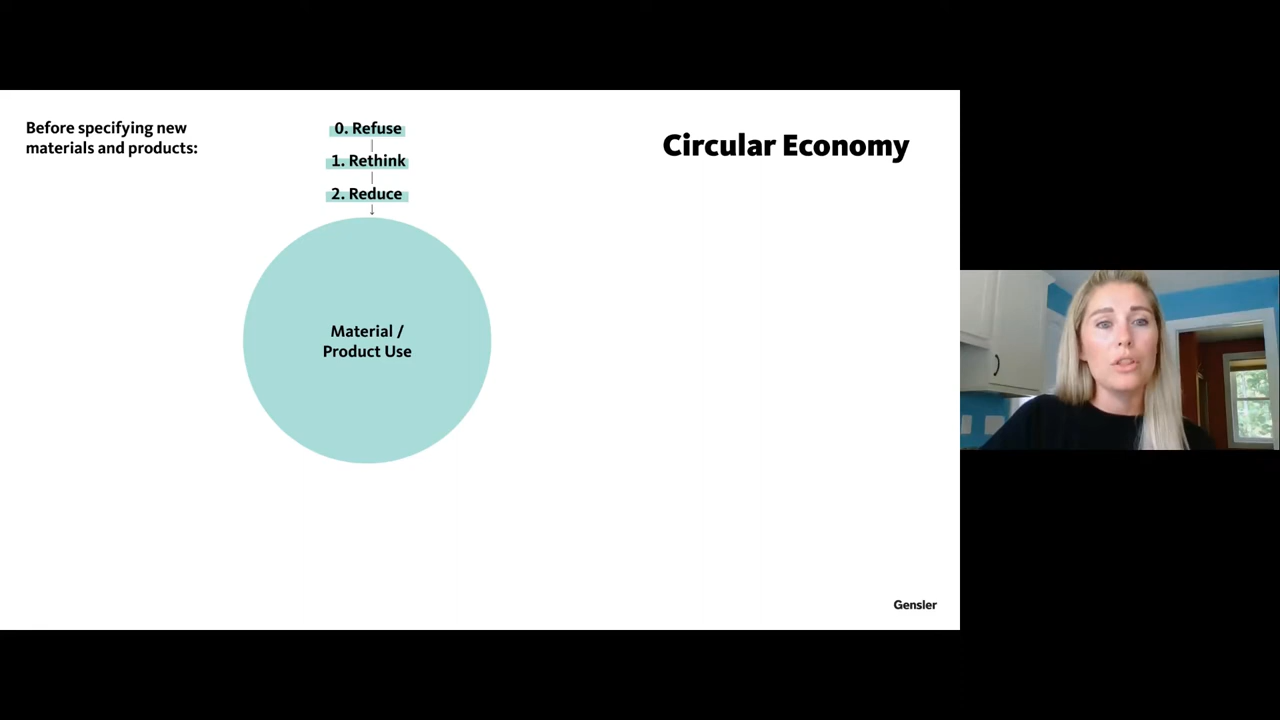 Before specifying new
materials and products:
0. Refuse
1. Rethink
2. Reduce
Circular Economy
Material /
Product Use
Gensler